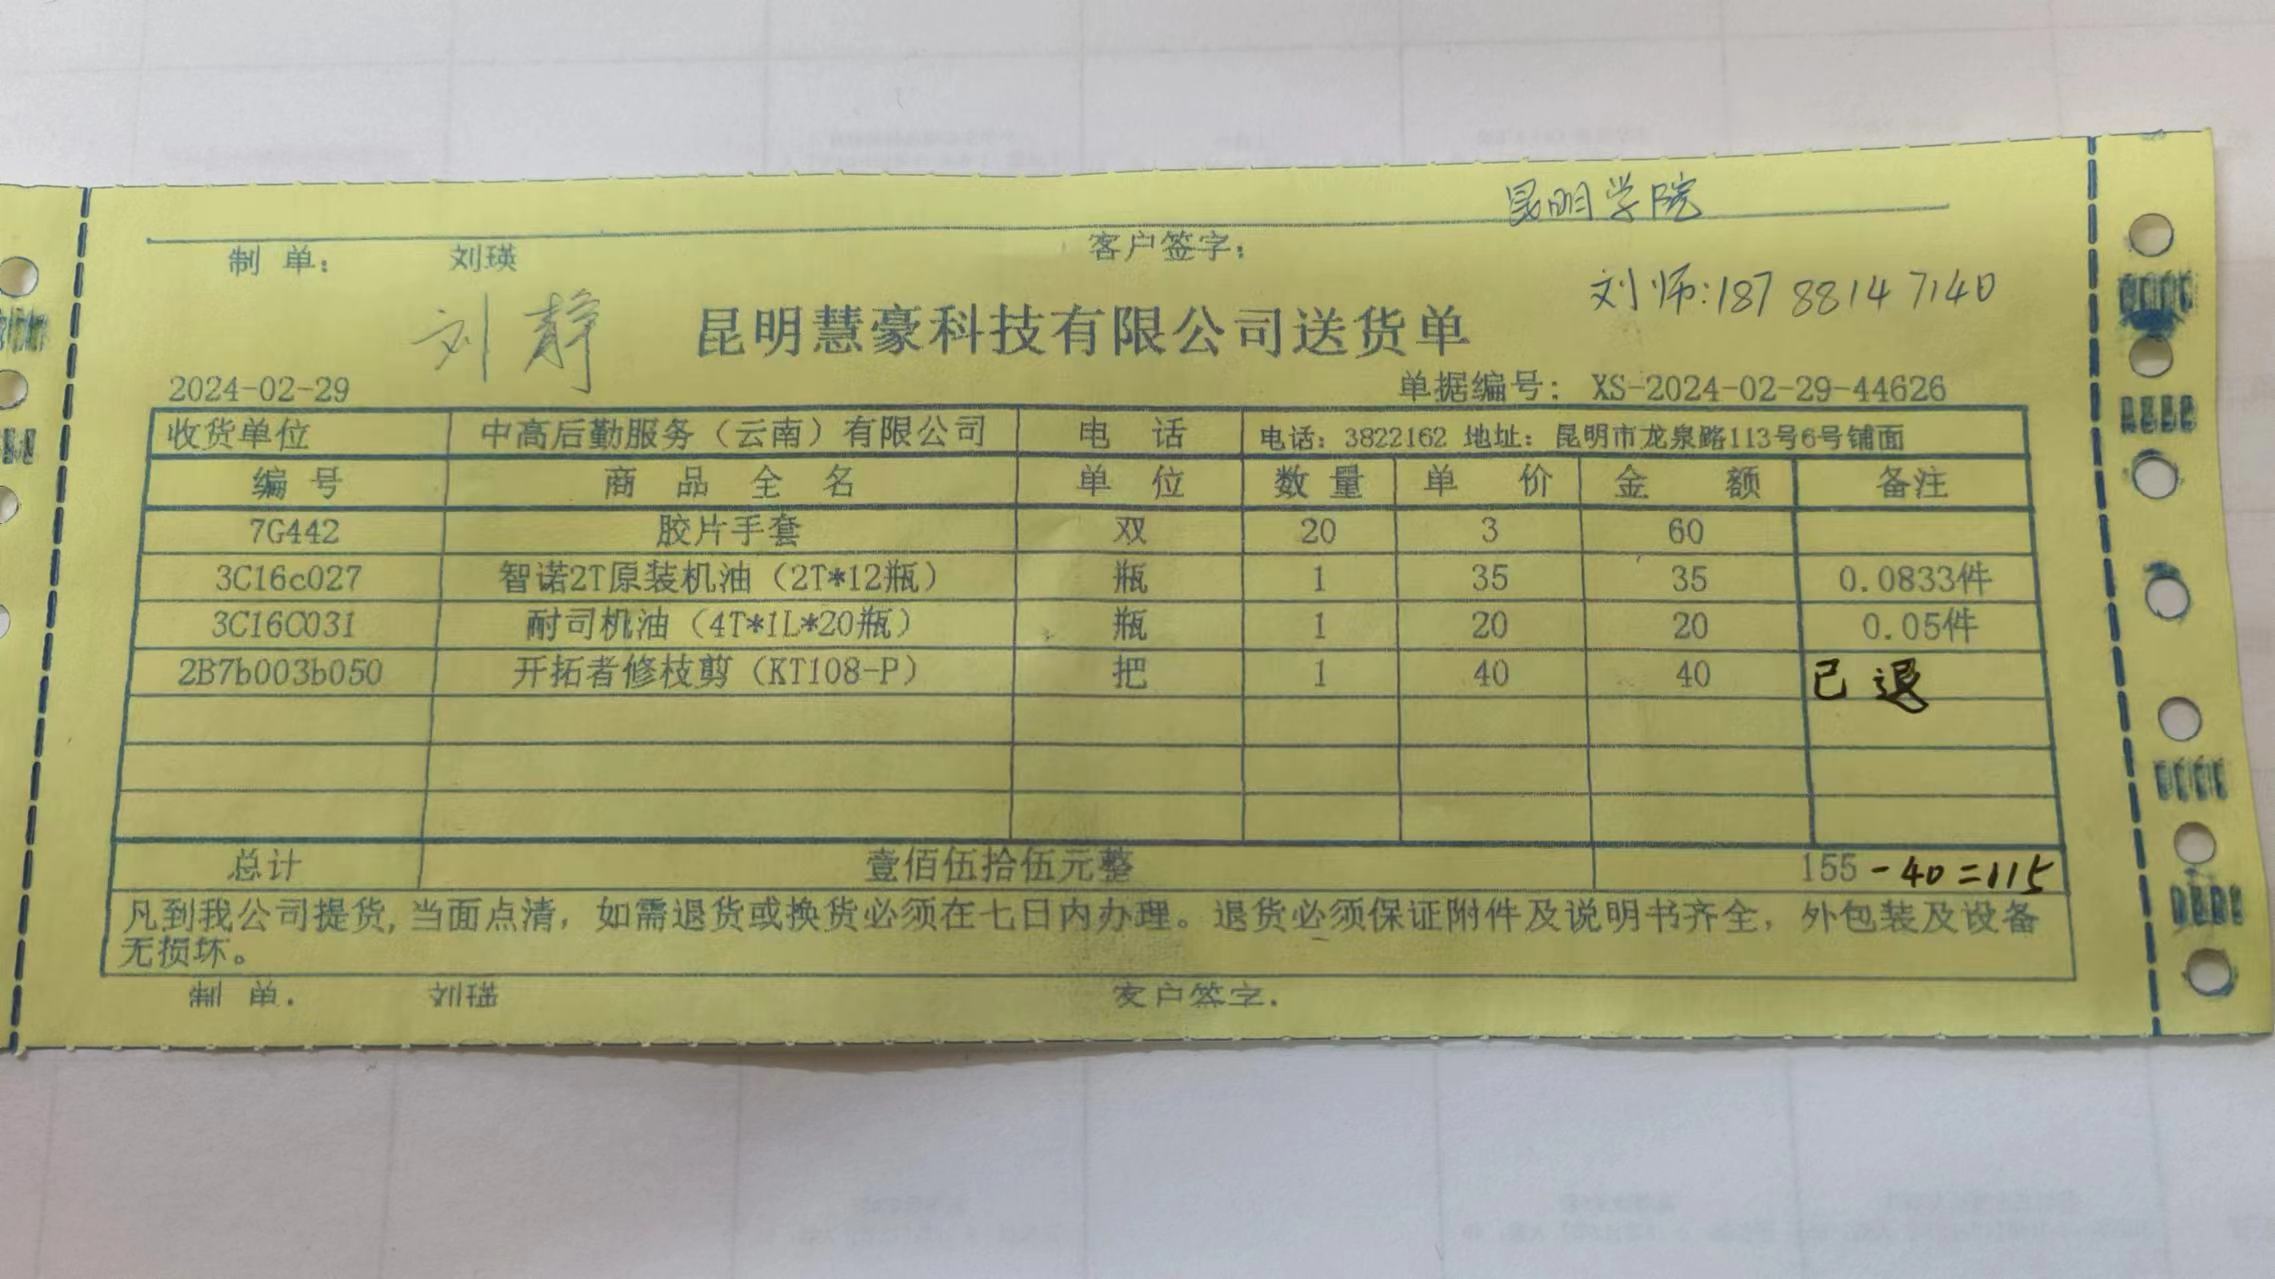 昆明学院
制 单： 刘瑛 客户签字：
刘师:18788147140
刘静 昆明慧豪科技有限公司送货单
2024-02-29 单据编号： XS-2024-02-29-44626
收货单位 中高后勤服务（云南）有限公司 电 话 电话：3822162 地址：昆明市龙泉路113号6号铺面
编 号 商 品 全 名 单 位 数 量 单 价 金 额 备注
7G442 胶片手套 双 20 3 60
3C16c027 智诺2T原装机油（2T*12瓶） 瓶 1 35 35 0.0833件
3C16C031 耐司机油（4T*1L*20瓶） 瓶 1 20 20 0.05件
2B7b003b050 开拓者修枝剪（KT108-P） 把 1 40 40 已退
总计 壹佰伍拾伍元整 155 -40=115
凡到我公司提货,当面点清，如需退货或换货必须在七日内办理。退货必须保证附件及说明书齐全，外包装及设备
无损坏。
制 单： 刘瑛 客户签字：